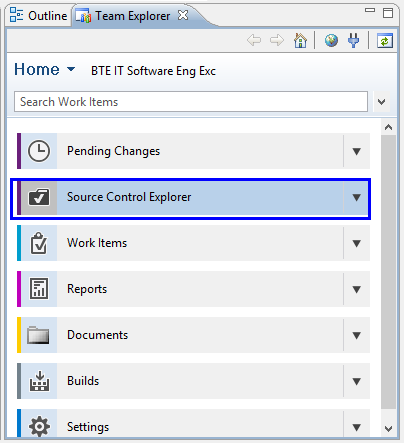 Outline Team Explorer
Home BTE IT Software Eng Exc
Search Work Items
Pending Changes
Source Control Explorer
Work Items
Reports
Documents
Builds
Settings